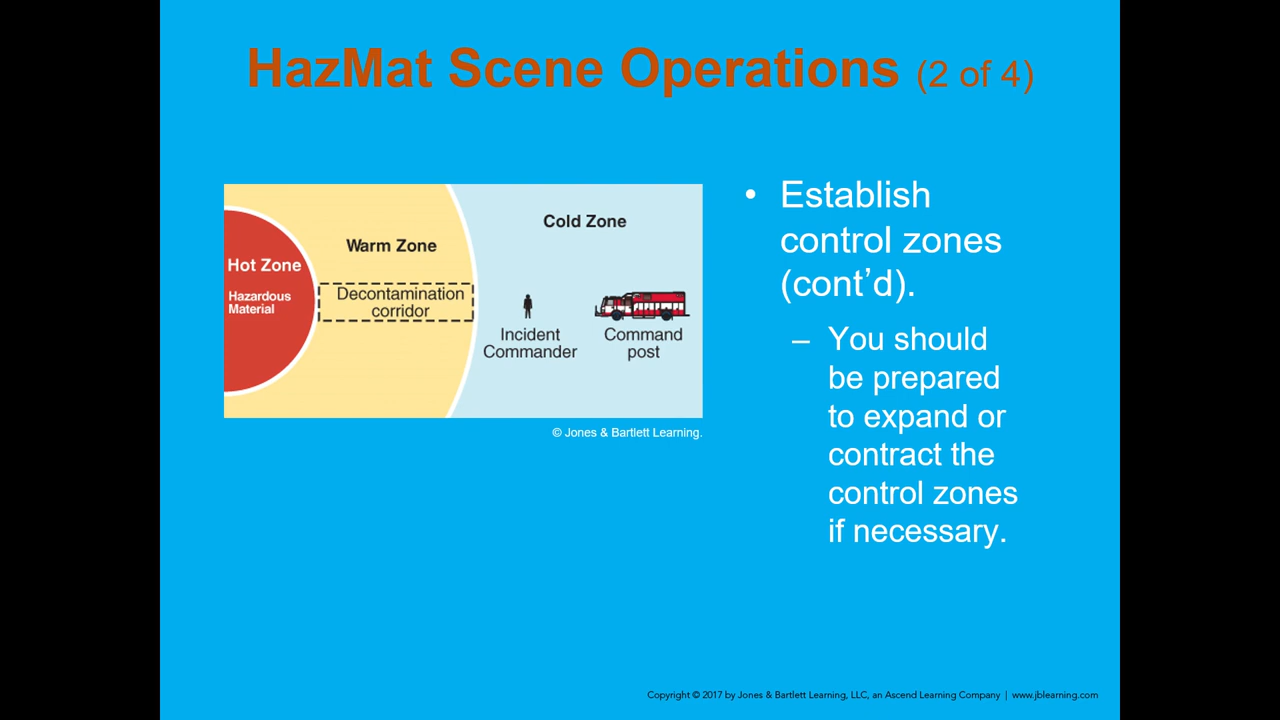 HazMat Scene Operations (2 of 4)
Cold Zone
Warm Zone
Hot Zone
Hazardous
Material
Decontamination
corridor
Incident
Commander
Command
post
© Jones & Bartlett Learning.
• Establish
control zones
(cont’d).
– You should
be prepared
to expand or
contract the
control zones
if necessary.
Copyright © 2017 by Jones & Bartlett Learning, LLC, an Ascend Learning Company | www.jblearning.com